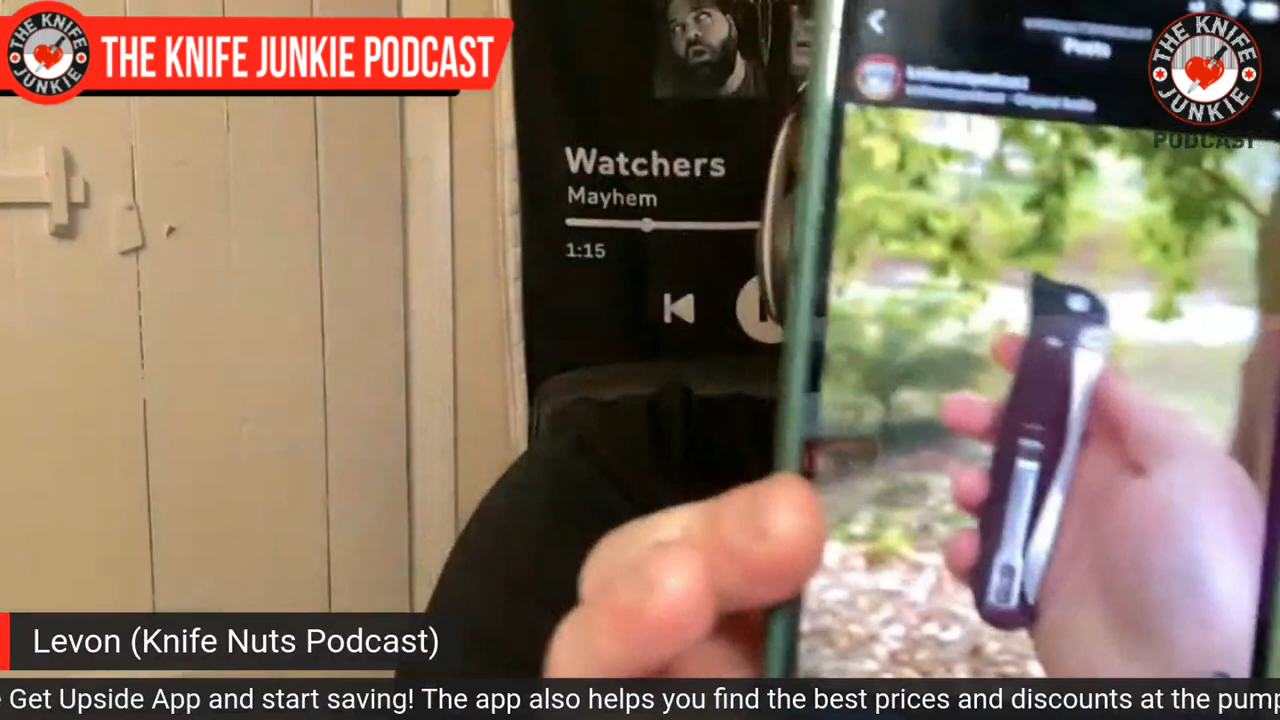 THE KNIFE JUNKIE
THE KNIFE JUNKIE PODCAST
THE KNIFE JUNKIE
PODCAST
Posts
Watchers
Mayhem
1:15
Levon (Knife Nuts Podcast)
Get Upside App and start saving! The app also helps you find the best prices and discounts at the pump